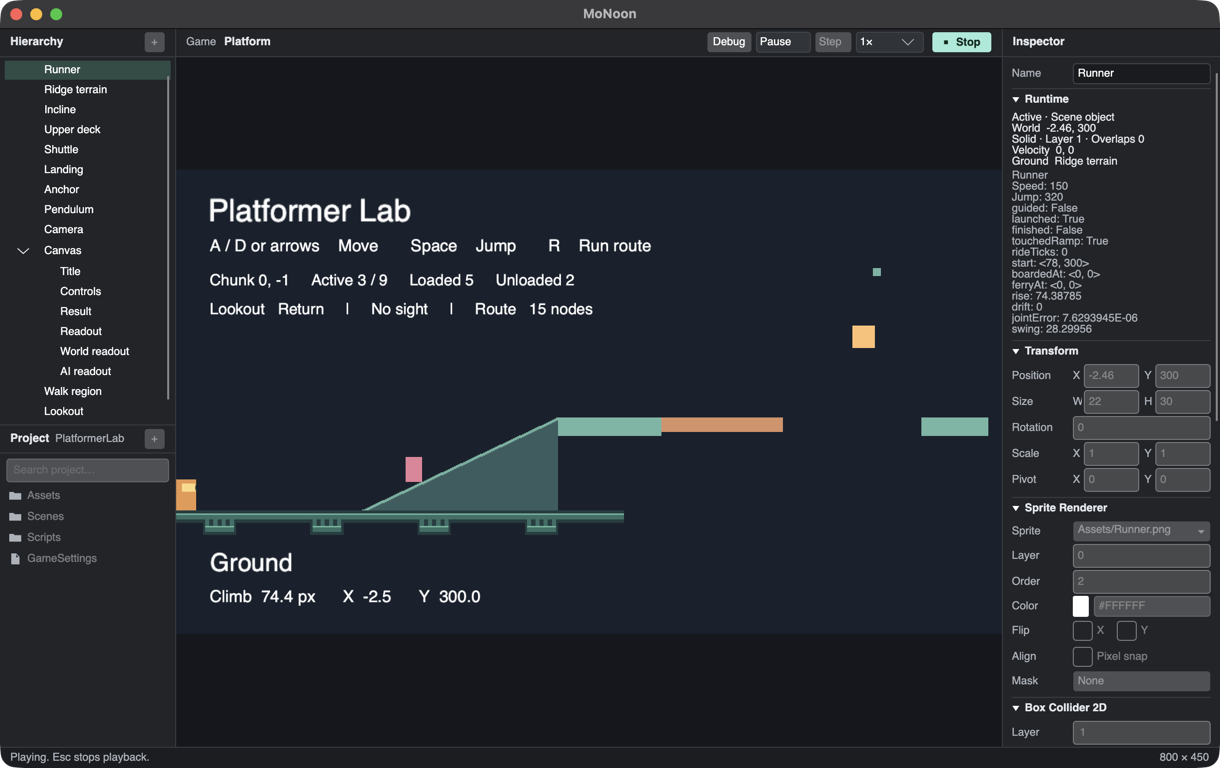 MoNoon
Hierarchy +
Runner
Ridge terrain
Incline
Upper deck
Shuttle
Landing
Anchor
Pendulum
Camera
Canvas
Title
Controls
Result
Readout
World readout
AI readout
Walk region
Lookout
Project PlatformerLab +
Search project...
Assets
Scenes
Scripts
GameSettings
Game Platform Debug Pause Step 1× Stop
Platformer Lab
A / D or arrows Move Space Jump R Run route
Chunk 0, -1 Active 3 / 9 Loaded 5 Unloaded 2
Lookout Return | No sight | Route 15 nodes
Ground
Climb 74.4 px X -2.5 Y 300.0
Inspector
Name Runner
Runtime
Active · Scene object
World -2.46, 300
Solid · Layer 1 · Overlaps 0
Velocity 0, 0
Ground Ridge terrain
Runner
Speed: 150
Jump: 320
guided: False
launched: True
finished: False
touchedRamp: True
rideTicks: 0
start: <78, 300>
boardedAt: <0, 0>
ferryAt: <0, 0>
rise: 74.38785
drift: 0
jointError: 7.6293945E-06
swing: 28.29956
Transform
Position X -2.46 Y 300
Size W 22 H 30
Rotation 0
Scale X 1 Y 1
Pivot X 0 Y 0
Sprite Renderer
Sprite Assets/Runner.png
Layer 0
Order 2
Color #FFFFFF
Flip X Y
Align Pixel snap
Mask None
Box Collider 2D
Layer 1
Playing. Esc stops playback. 800 × 450